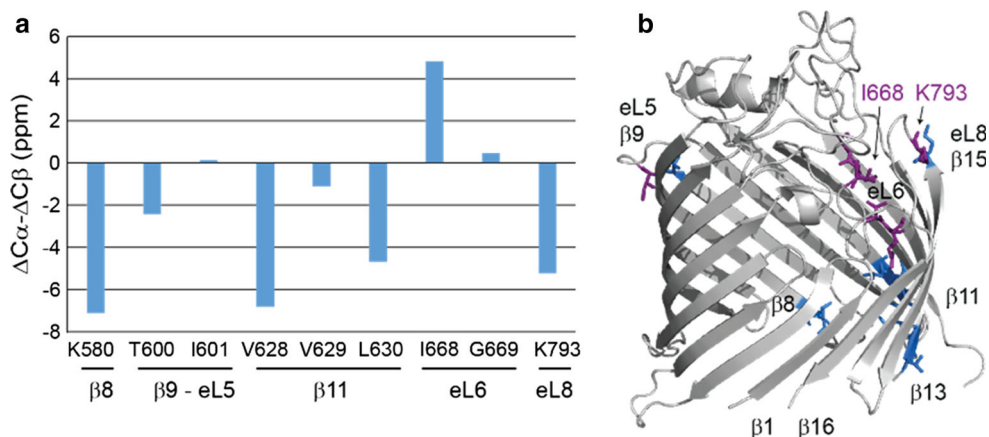 a
ΔCα-ΔCβ (ppm)
6
4
2
0
-2
-4
-6
-8
K580 T600 I601 V628 V629 L630 I668 G669 K793
β8 β9 - eL5 β11 eL6 eL8
b
I668 K793
eL5
β9
eL8
β15
eL6
β8
β11
β13
β1 β16